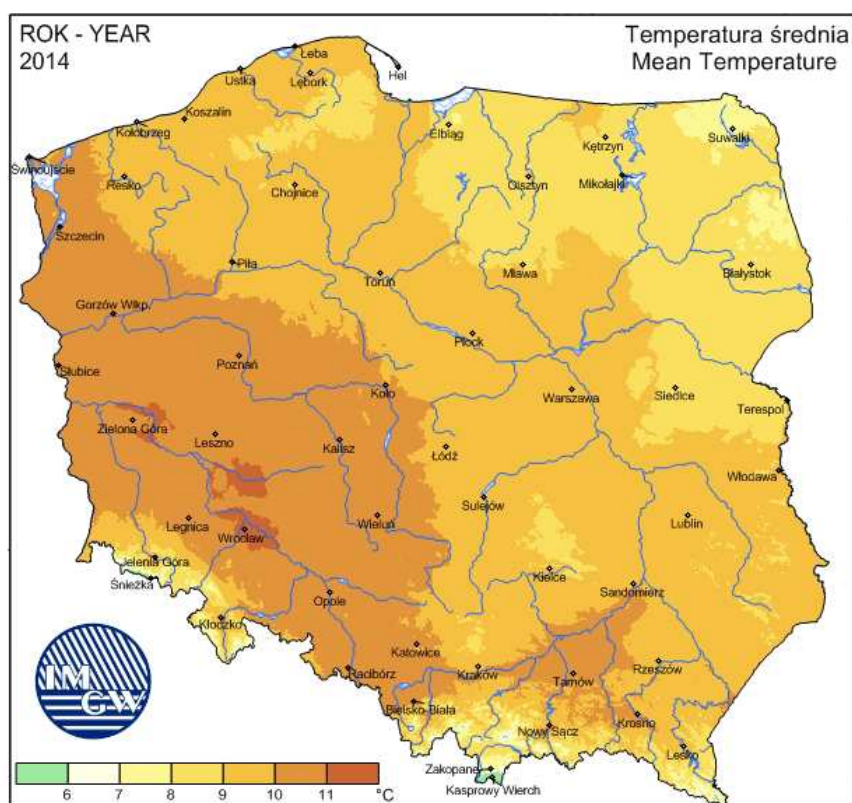 ROK - YEAR
2014
Temperatura średnia
Mean Temperature
Łeba
Hel
Ustka
Lębork
Koszalin
Kołobrzeg
Elbląg
Suwałki
Kętrzyn
Świnoujście
Resko
Chojnice
Olsztyn
Mikołajki
Szczecin
Piła
Toruń
Mława
Białystok
Gorzów Wlkp.
Płock
Słubice
Poznań
Koło
Warszawa
Siedlce
Terespol
Zielona Góra
Leszno
Kalisz
Łódź
Włodawa
Sulejów
Legnica
Wrocław
Wieluń
Lublin
Jelenia Góra
Śnieżka
Kielce
Sandomierz
Opole
Kłodzko
Katowice
Racibórz
Kraków
Tarnów
Rzeszów
Bielsko-Biała
Nowy Sącz
Krosno
Lesko
Zakopane
Kasprowy Wierch
IM
GW
6 7 8 9 10 11 °C